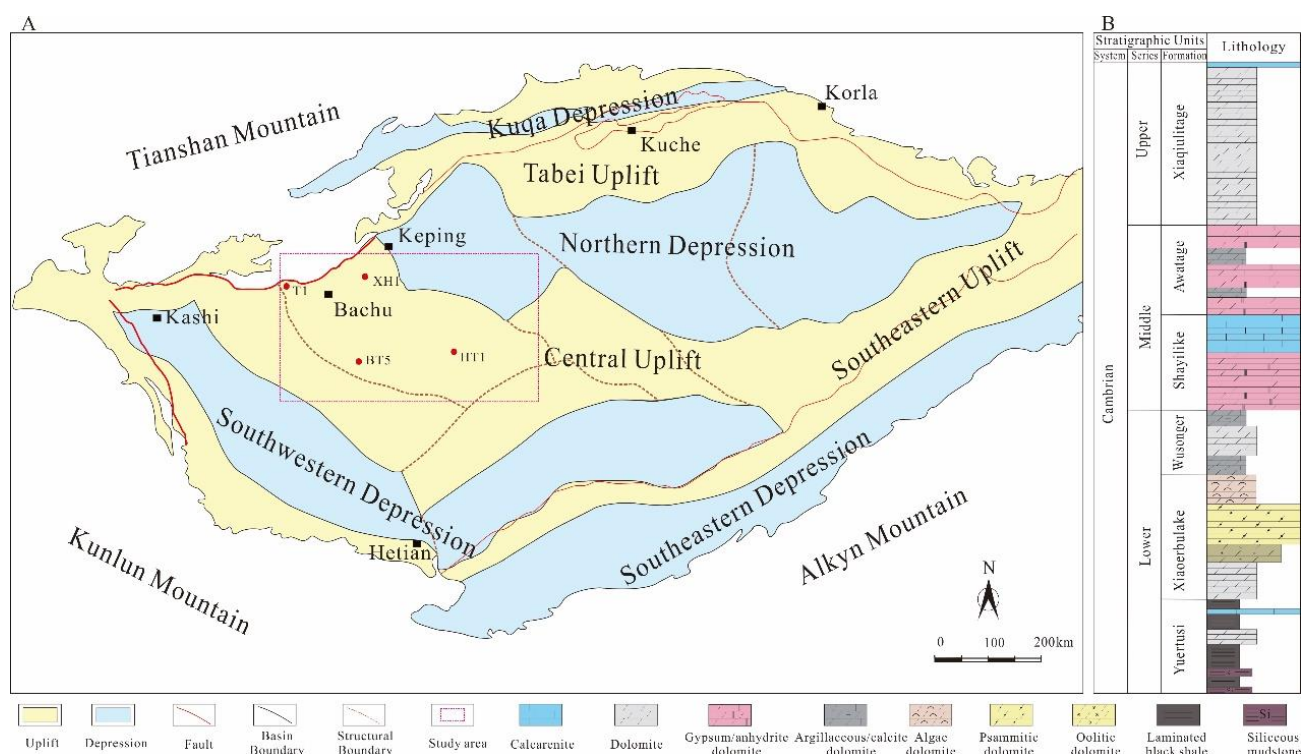 A
B
Stratigraphic Units
Lithology
System
Series
Formation
Tianshan Mountain
Kuqa Depression
Korla
Kuche
Tabei Uplift
Keping
Northern Depression
T1
XH1
Bachu
Kashi
BT5
HT1
Central Uplift
Southeastern Uplift
Southwestern Depression
Southeastern Depression
Hetian
Kunlun Mountain
Alkyn Mountain
N
0 100 200km
Cambrian
Upper
Middle
Lower
Xiaqiulitage
Awatage
Shayilike
Wusonger
Xiaoerbulake
Yuertusi
Uplift
Depression
Fault
Basin
Boundary
Structural
Boundary
Study area
Calcarenite
Dolomite
Gypsum/anhydrite
dolomite
Argillaceous/calcite
dolomite
Algae
dolomite
Psammitic
dolomite
Oolitic
dolomite
Laminated
black shale
Si
Siliceous
mudstone